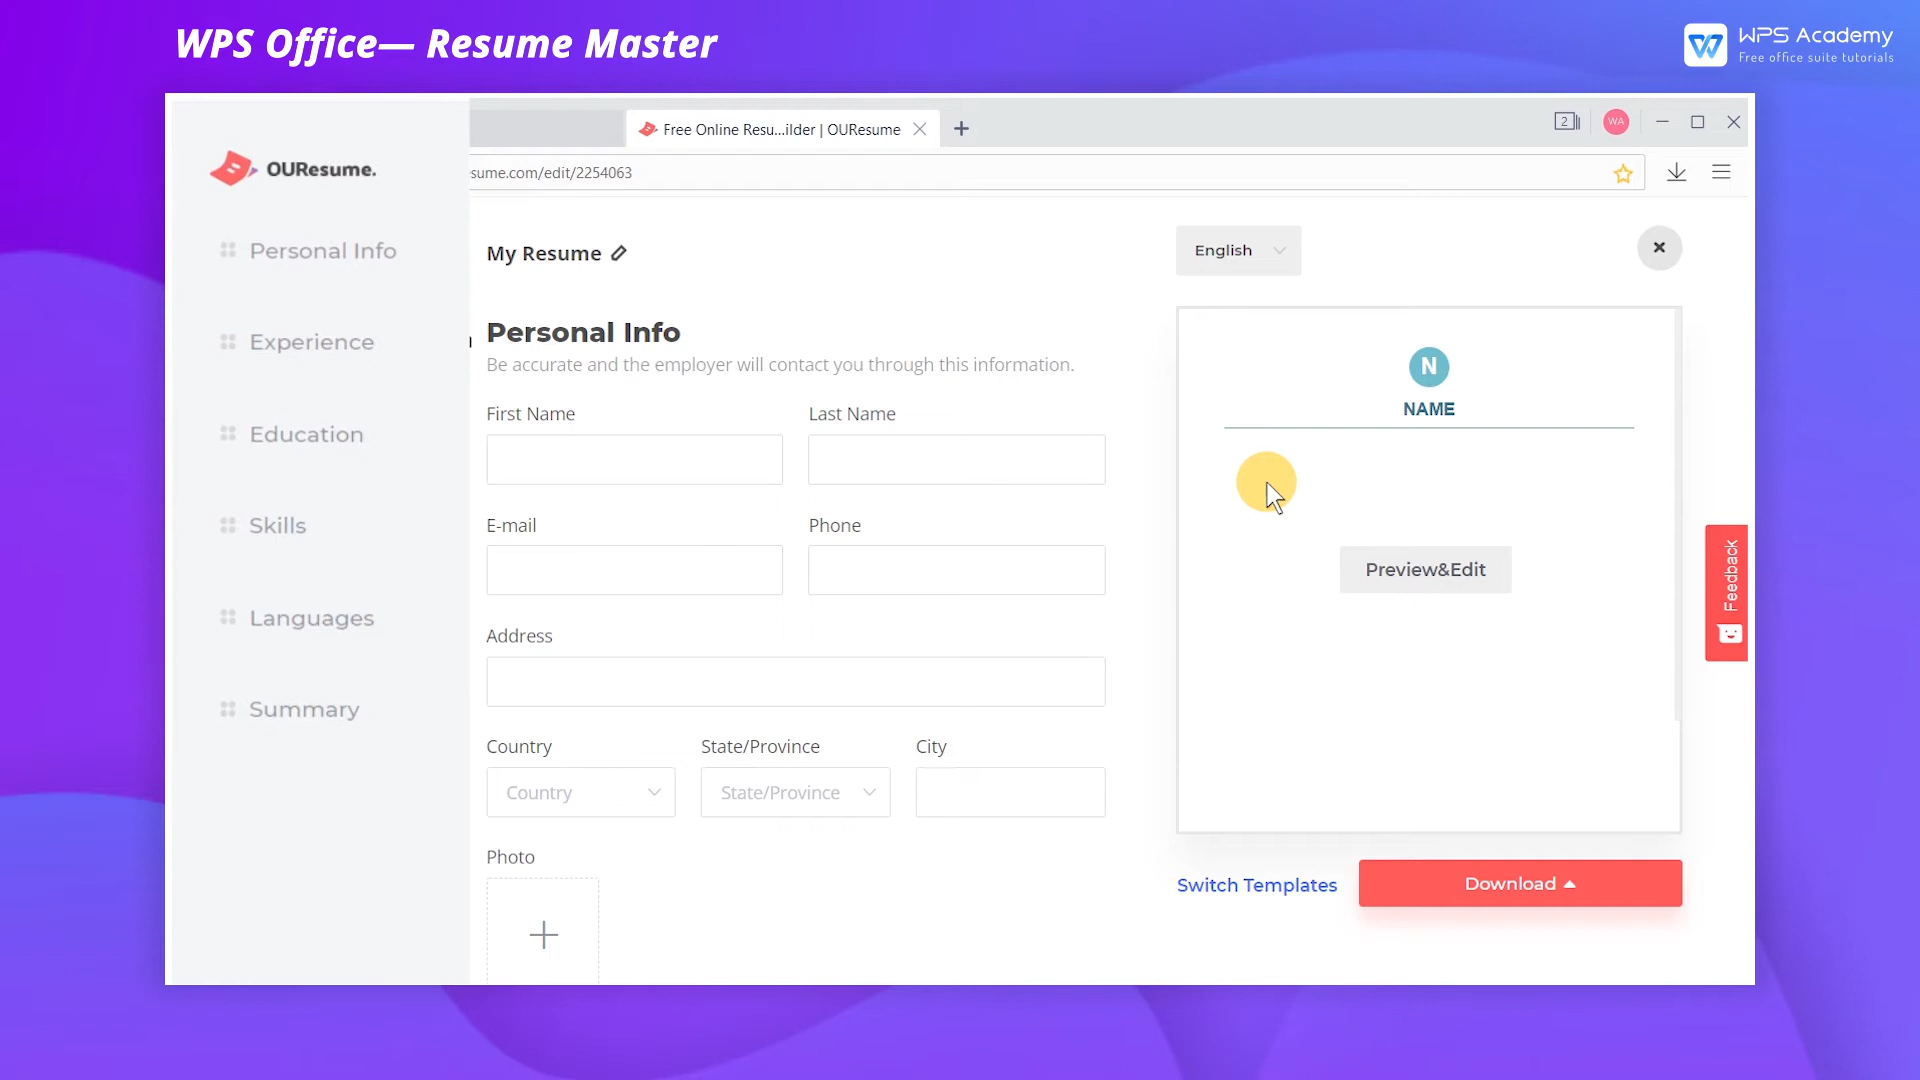 WPS Office— Resume Master
WPS Academy
Free office suite tutorials
Free Online Resu...ilder | OUResume
2
WA
OUResume.
sume.com/edit/2254063
Personal Info
Experience
Education
Skills
Languages
Summary
My Resume
English
Personal Info
Be accurate and the employer will contact you through this information.
First Name
Last Name
E-mail
Phone
Address
Country
State/Province
City
Country
State/Province
Photo
N
NAME
Preview&Edit
Feedback
Switch Templates
Download